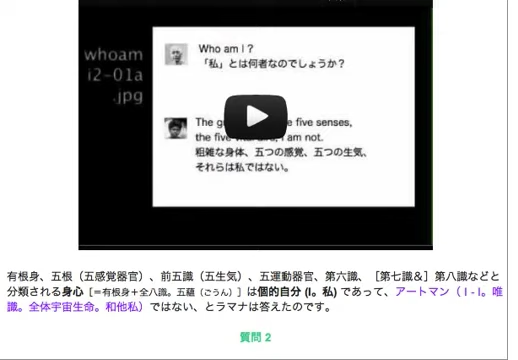 whoam
i2-01a
.jpg
Who am I ?
「私」とは何者なのでしょうか？
The five senses,
the five I am not.
粗雑な身体、五つの感覚、五つの生気、
それらは私ではない。
有根身、五根（五感覚器官）、前五識（五生気）、五運動器官、第六識、［第七識＆］第八識などと
分類される身心［＝有根身＋全八識。五蘊（ごうん）］は個的自分 (I。私) であって、アートマン（ I - I。唯
識。全体宇宙生命。和他私）ではない、とラマナは答えたのです。
質問 2